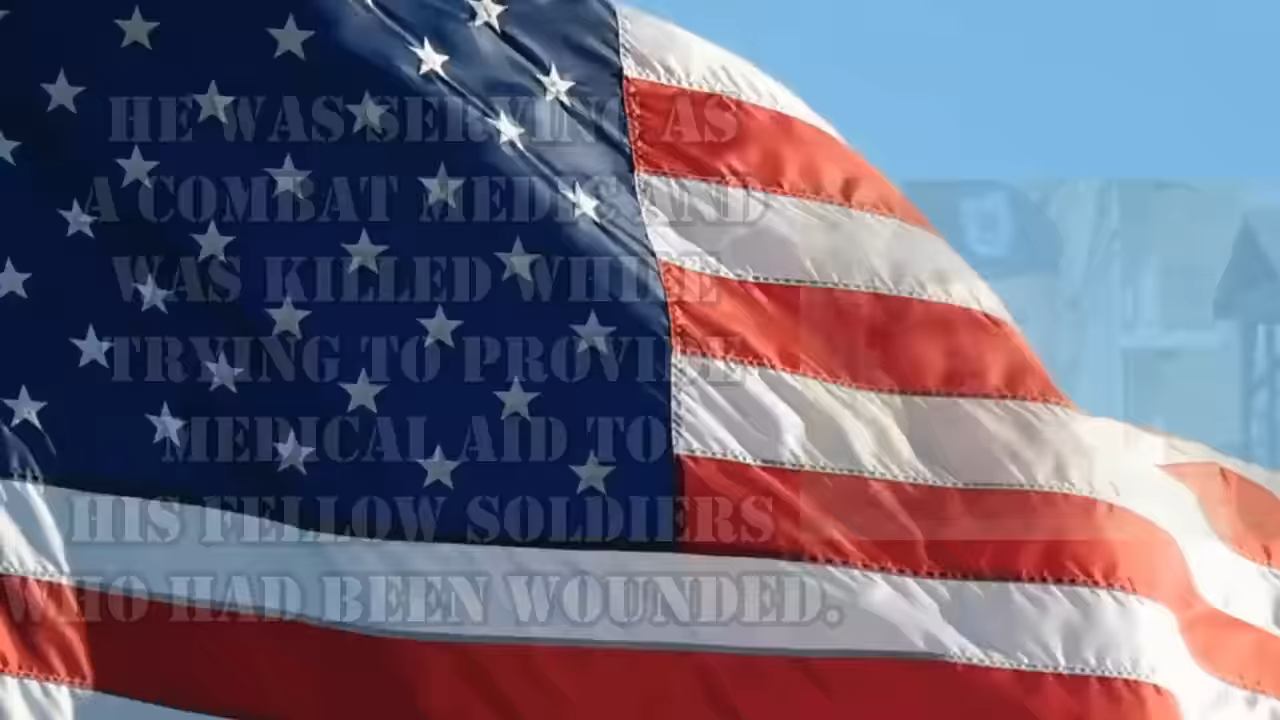 HE WAS SERVING AS
A COMBAT MEDIC AND
WAS KILLED WHILE
TRYING TO PROVIDE
MEDICAL AID TO
HIS FELLOW SOLDIERS
WHO HAD BEEN WOUNDED.